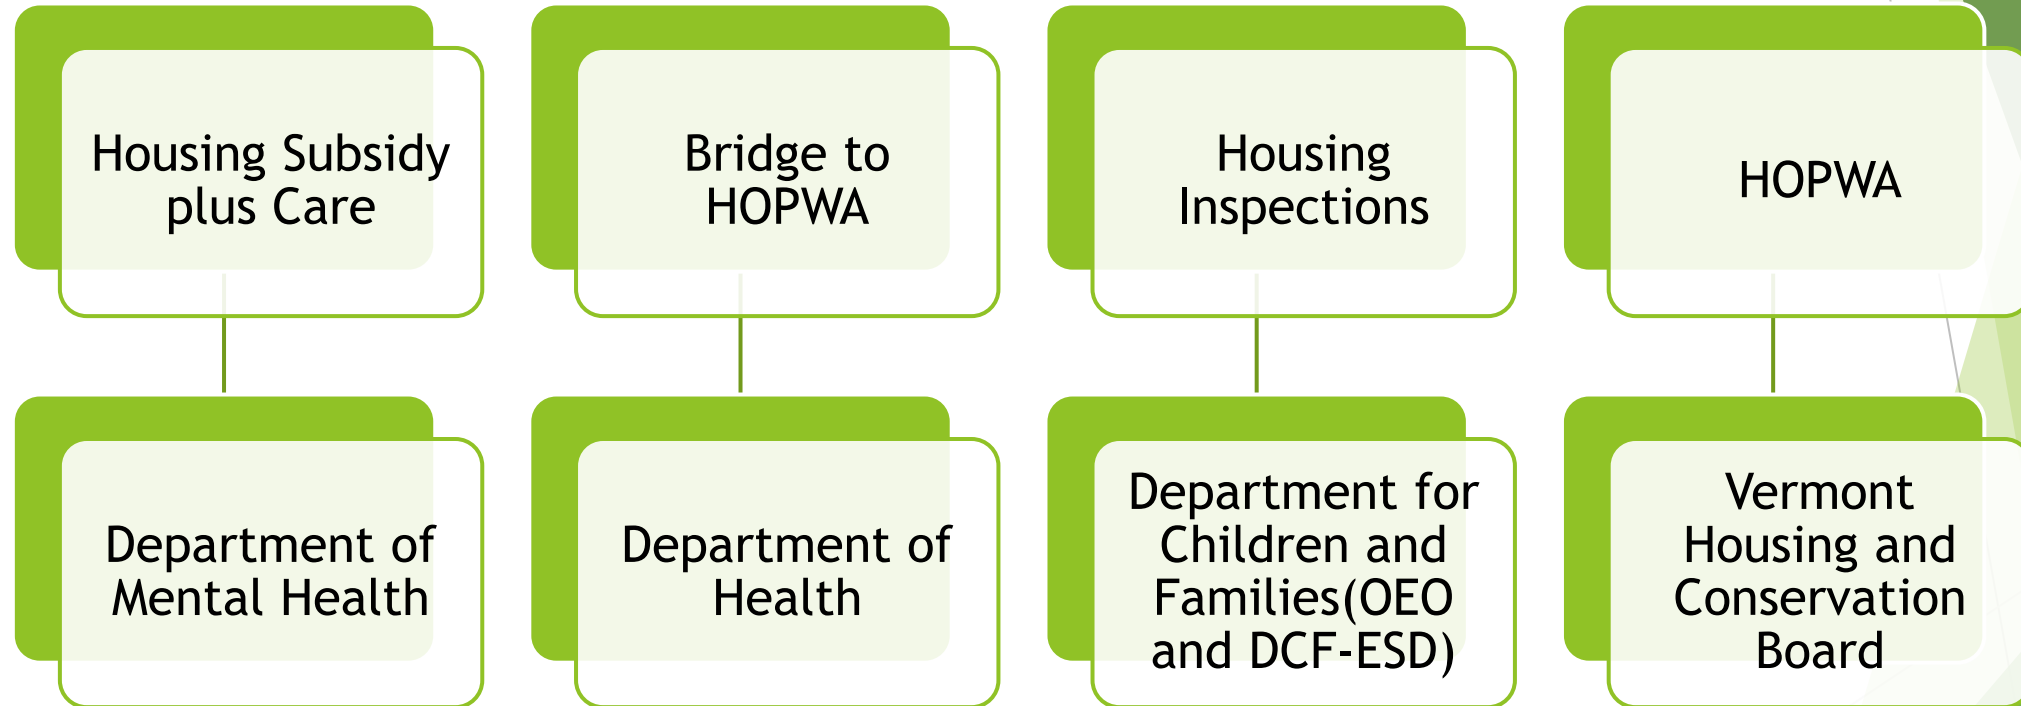 Housing Subsidy
plus Care
Bridge to
HOPWA
Housing
Inspections
HOPWA
Department of
Mental Health
Department of
Health
Department for
Children and
Families(OEO
and DCF-ESD)
Vermont
Housing and
Conservation
Board